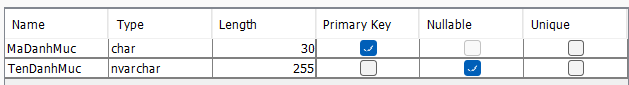 Name Type Length Primary Key Nullable Unique
MaDanhMuc char 30
TenDanhMuc nvarchar 255